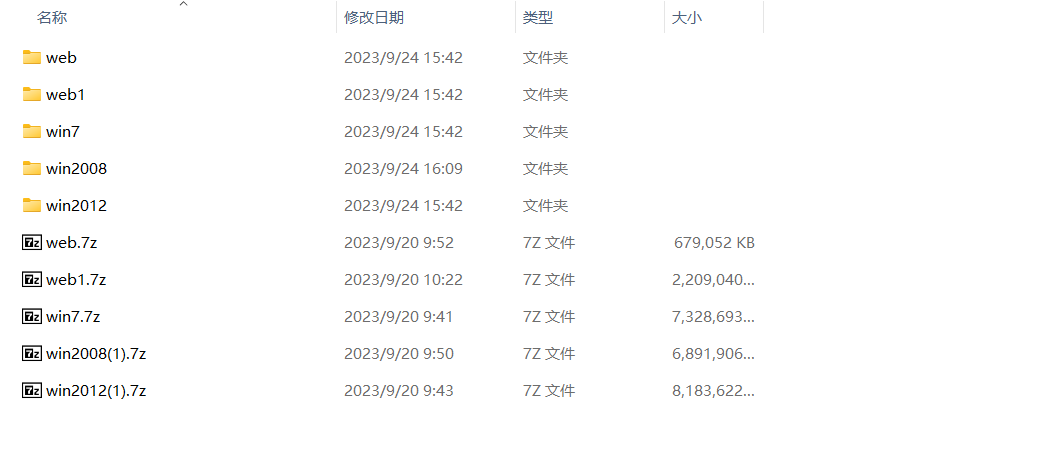 名称 修改日期 类型 大小
web 2023/9/24 15:42 文件夹
web1 2023/9/24 15:42 文件夹
win7 2023/9/24 15:42 文件夹
win2008 2023/9/24 16:09 文件夹
win2012 2023/9/24 15:42 文件夹
web.7z 2023/9/20 9:52 7Z 文件 679,052 KB
web1.7z 2023/9/20 10:22 7Z 文件 2,209,040...
win7.7z 2023/9/20 9:41 7Z 文件 7,328,693...
win2008(1).7z 2023/9/20 9:50 7Z 文件 6,891,906...
win2012(1).7z 2023/9/20 9:43 7Z 文件 8,183,622...